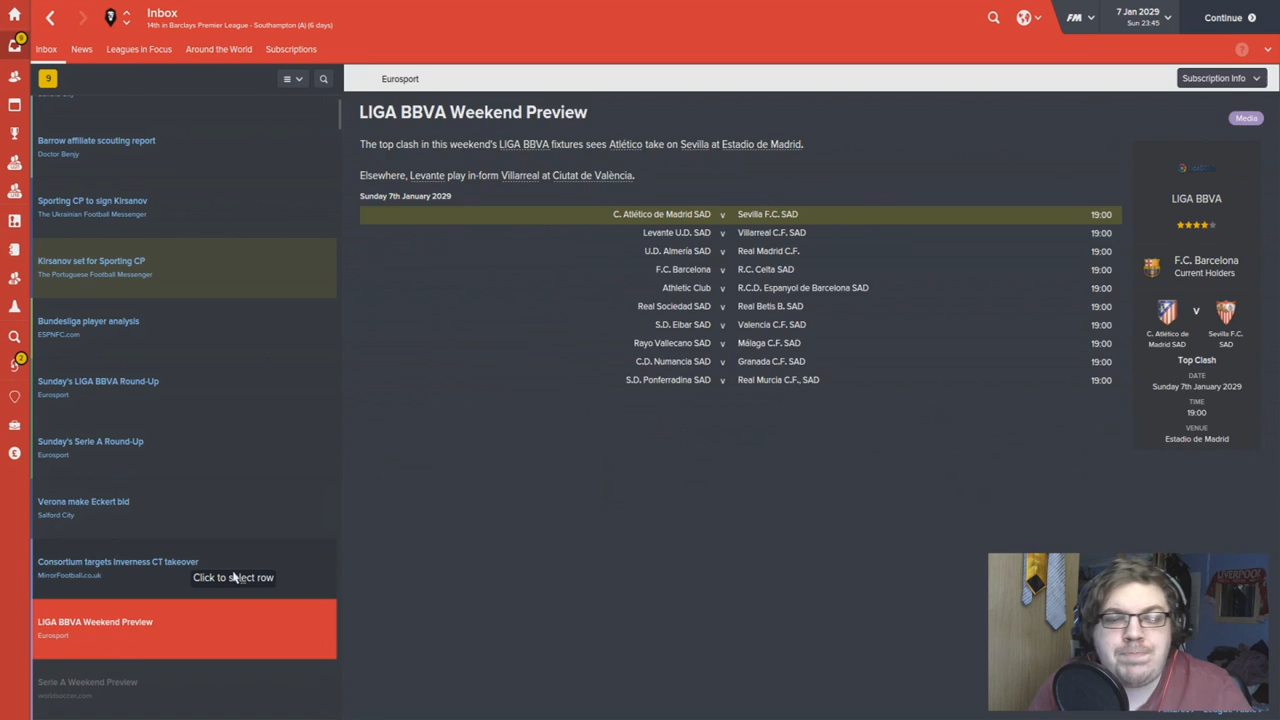 Inbox
14th in Barclays Premier League - Southampton (A) (6 days)
FM
7 Jan 2029
Sun 23:45
Continue
Inbox
News
Leagues in Focus
Around the World
Subscriptions
9
Barrow affiliate scouting report
Doctor Benjy
Sporting CP to sign Kirsanov
The Ukrainian Football Messenger
Kirsanov set for Sporting CP
The Portuguese Football Messenger
Bundesliga player analysis
ESPNFC.com
Sunday's LIGA BBVA Round-Up
Eurosport
Sunday's Serie A Round-Up
Eurosport
Verona make Eckert bid
Salford City
Consortium targets Inverness CT takeover
MirrorFootball.co.uk
Click to select row
LIGA BBVA Weekend Preview
Eurosport
Serie A Weekend Preview
worldsoccer.com
2
Eurosport
Subscription Info
LIGA BBVA Weekend Preview
Media
The top clash in this weekend's LIGA BBVA fixtures sees Atlético take on Sevilla at Estadio de Madrid.
Elsewhere, Levante play in-form Villarreal at Ciutat de València.
Sunday 7th January 2029
C. Atlético de Madrid SAD v Sevilla F.C. SAD 19:00
Levante U.D. SAD v Villarreal C.F. SAD 19:00
U.D. Almería SAD v Real Madrid C.F. 19:00
F.C. Barcelona v R.C. Celta SAD 19:00
Athletic Club v R.C.D. Espanyol de Barcelona SAD 19:00
Real Sociedad SAD v Real Betis B. SAD 19:00
S.D. Eibar SAD v Valencia C.F. SAD 19:00
Rayo Vallecano SAD v Málaga C.F. SAD 19:00
C.D. Numancia SAD v Granada C.F. SAD 19:00
S.D. Ponferradina SAD v Real Murcia C.F., SAD 19:00
LIGA BBVA
F.C. Barcelona
Current Holders
V
C. Atlético de Madrid SAD
Sevilla F.C. SAD
Top Clash
DATE
Sunday 7th January 2029
TIME
19:00
VENUE
Estadio de Madrid
LIVERPOOL